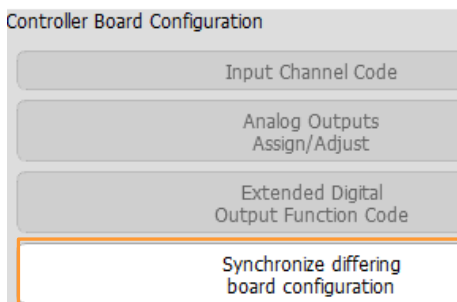 Controller Board Configuration
Input Channel Code
Analog Outputs
Assign/Adjust
Extended Digital
Output Function Code
Synchronize differing
board configuration